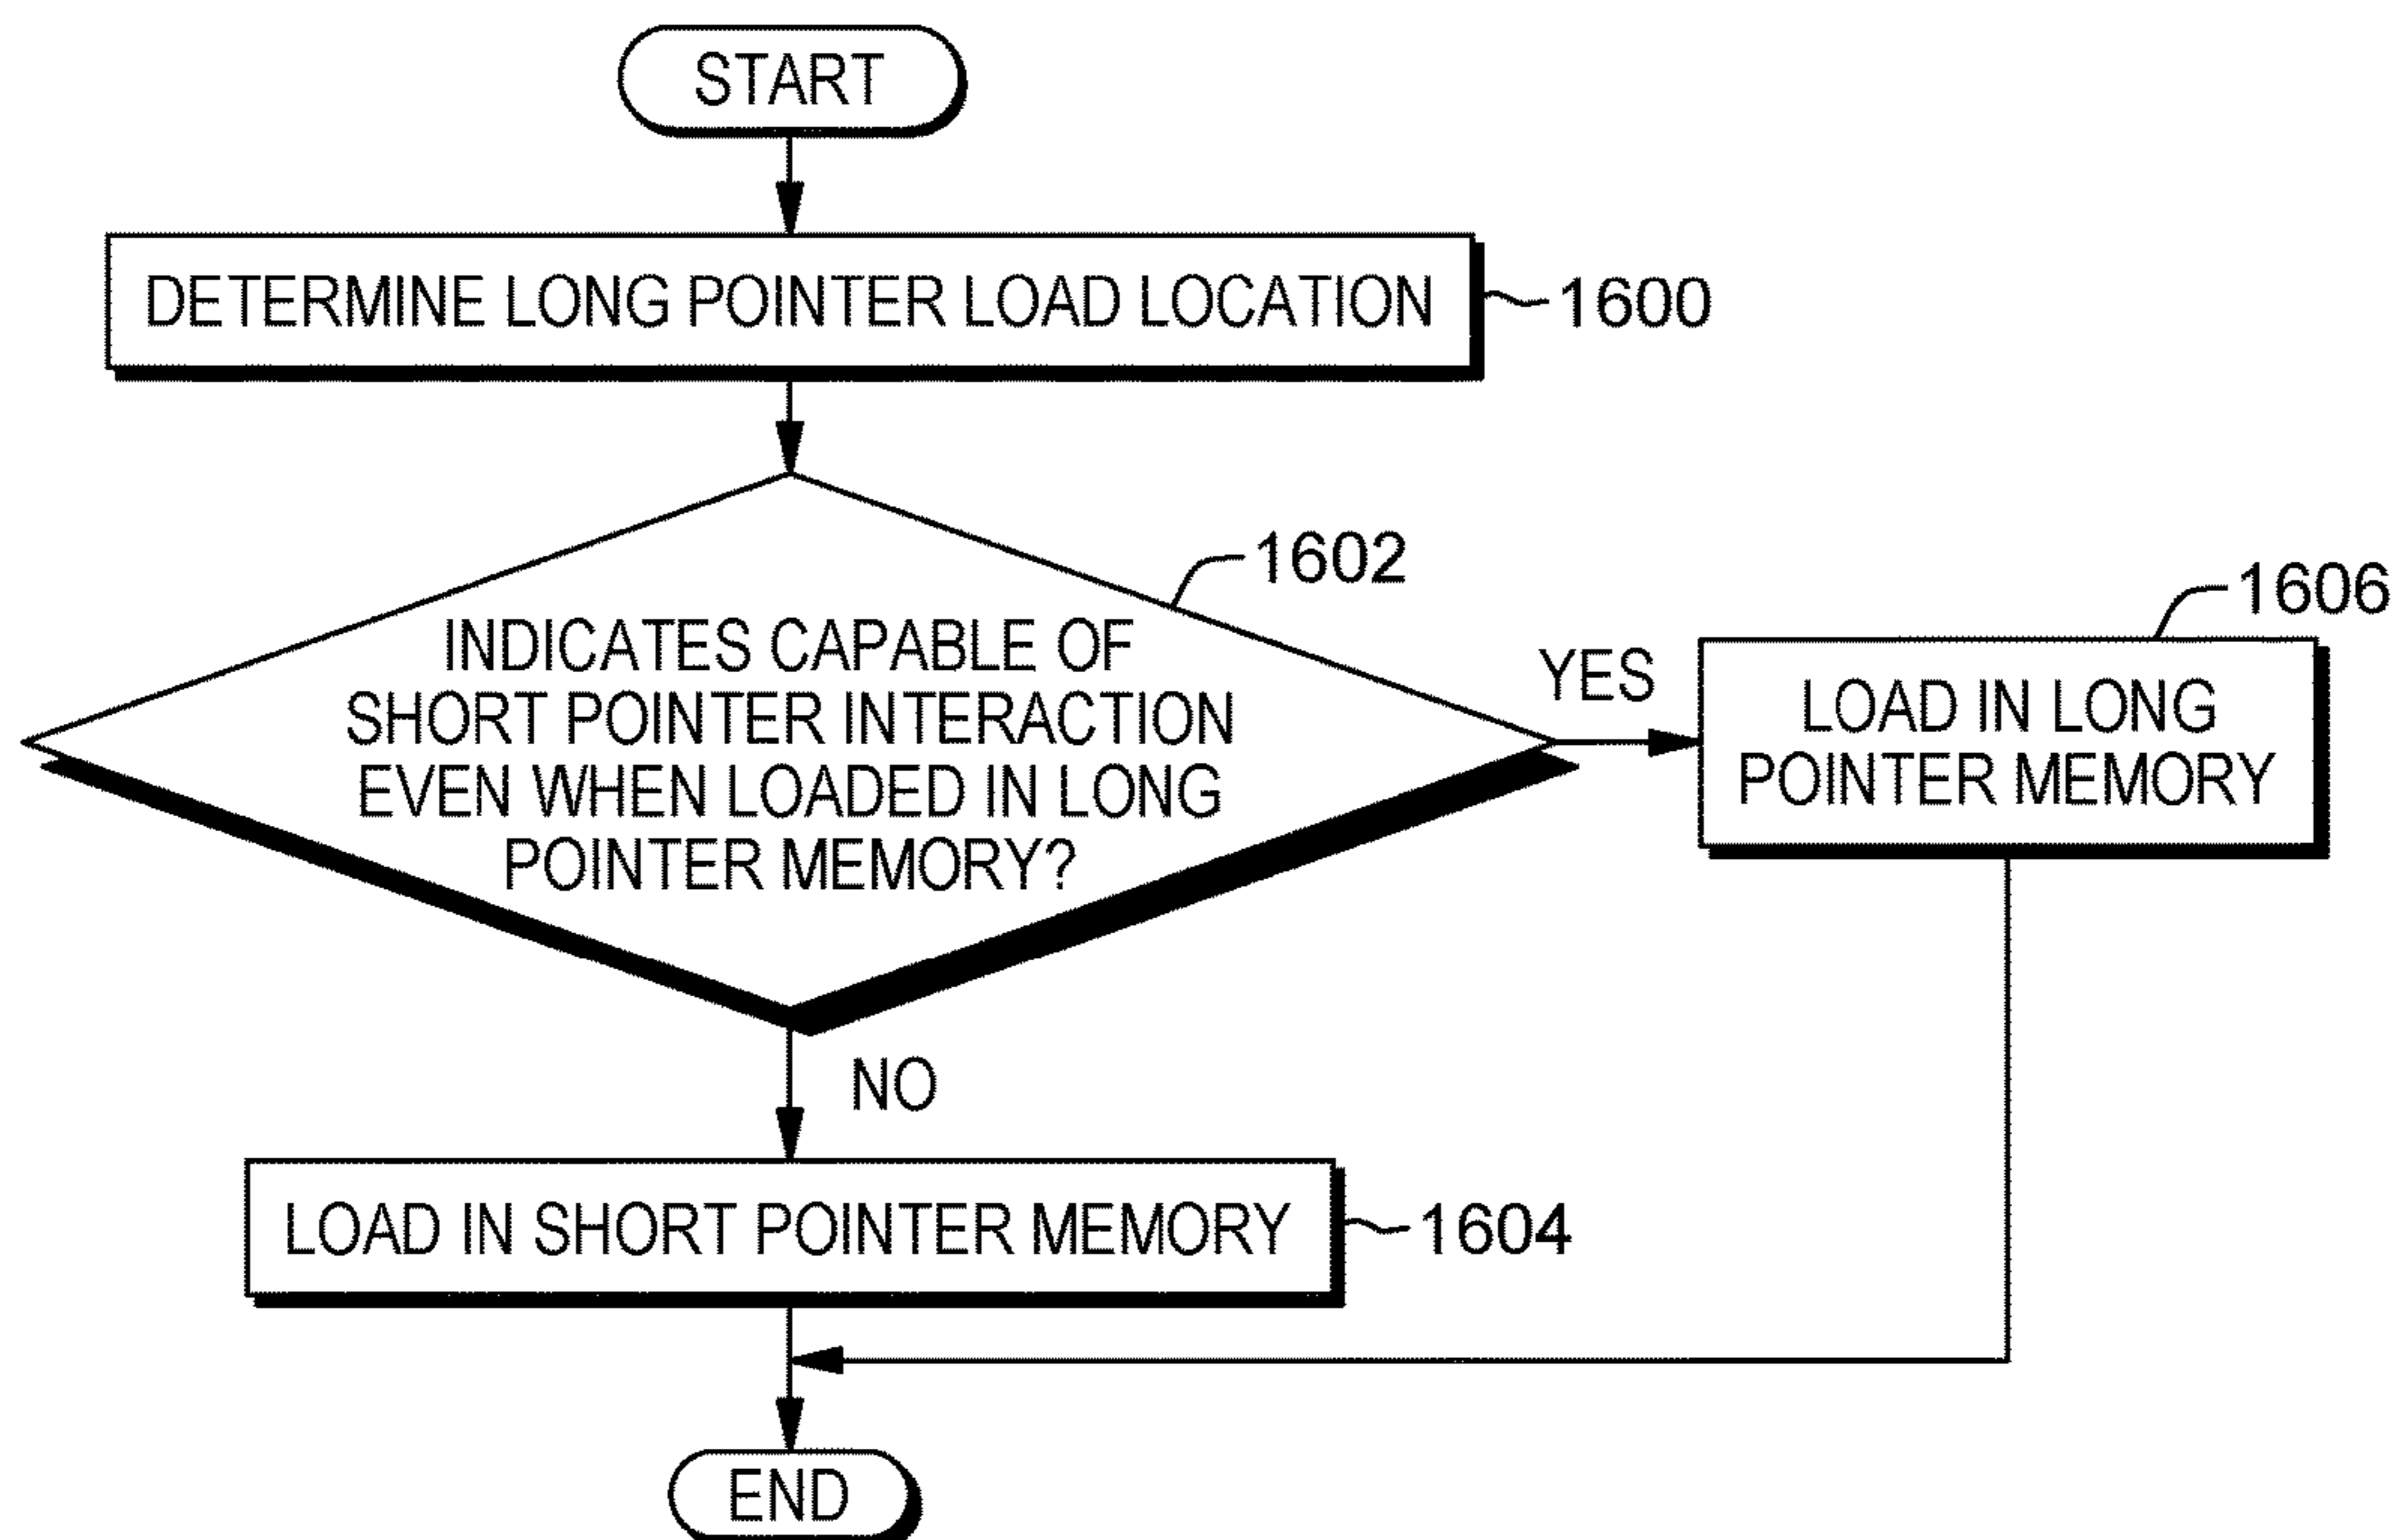 START
DETERMINE LONG POINTER LOAD LOCATION
1600
1602
INDICATES CAPABLE OF
SHORT POINTER INTERACTION
EVEN WHEN LOADED IN LONG
POINTER MEMORY?
YES
1606
LOAD IN LONG
POINTER MEMORY
NO
LOAD IN SHORT POINTER MEMORY
1604
END